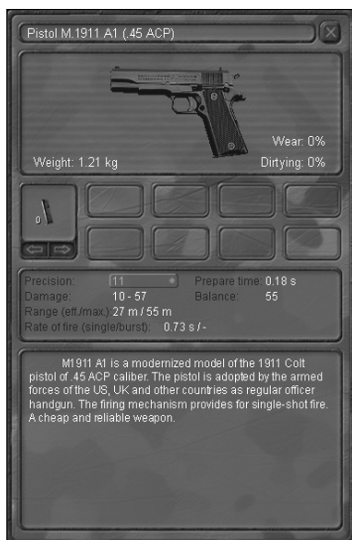 Pistol M.1911 A1 (.45 ACP)
Wear: 0%
Weight: 1.21 kg
Dirtying: 0%
0
Precision: 11
Prepare time: 0.18 s
Damage: 10 - 57
Balance: 55
Range (eff./max.): 27 m / 55 m
Rate of fire (single/burst): 0.73 s / -
M1911 A1 is a modernized model of the 1911 Colt
pistol of .45 ACP caliber. The pistol is adopted by the armed
forces of the US, UK and other countries as regular officer
handgun. The firing mechanism provides for single-shot fire.
A cheap and reliable weapon.